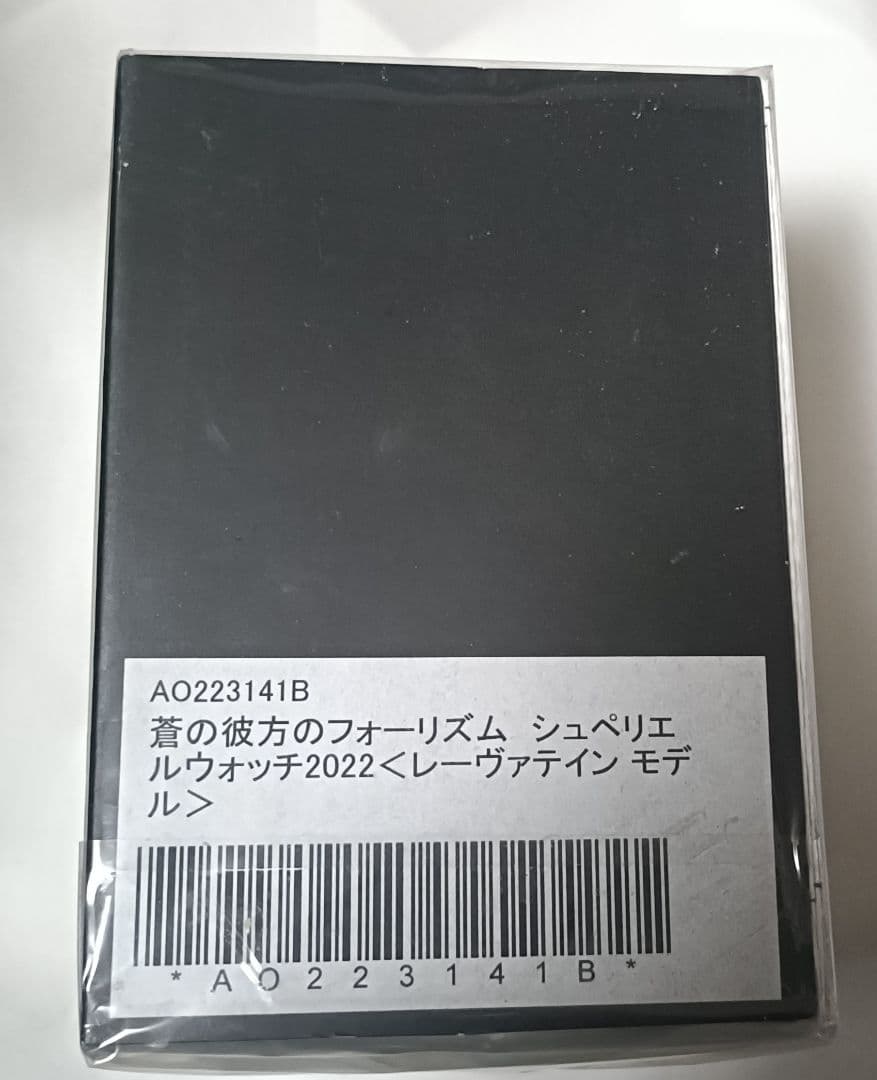 AO223141B
蒼の彼方のフォーリズム　シュペリエ
ルウォッチ2022＜レーヴァテイン モデ
ル＞
*AO223141B*